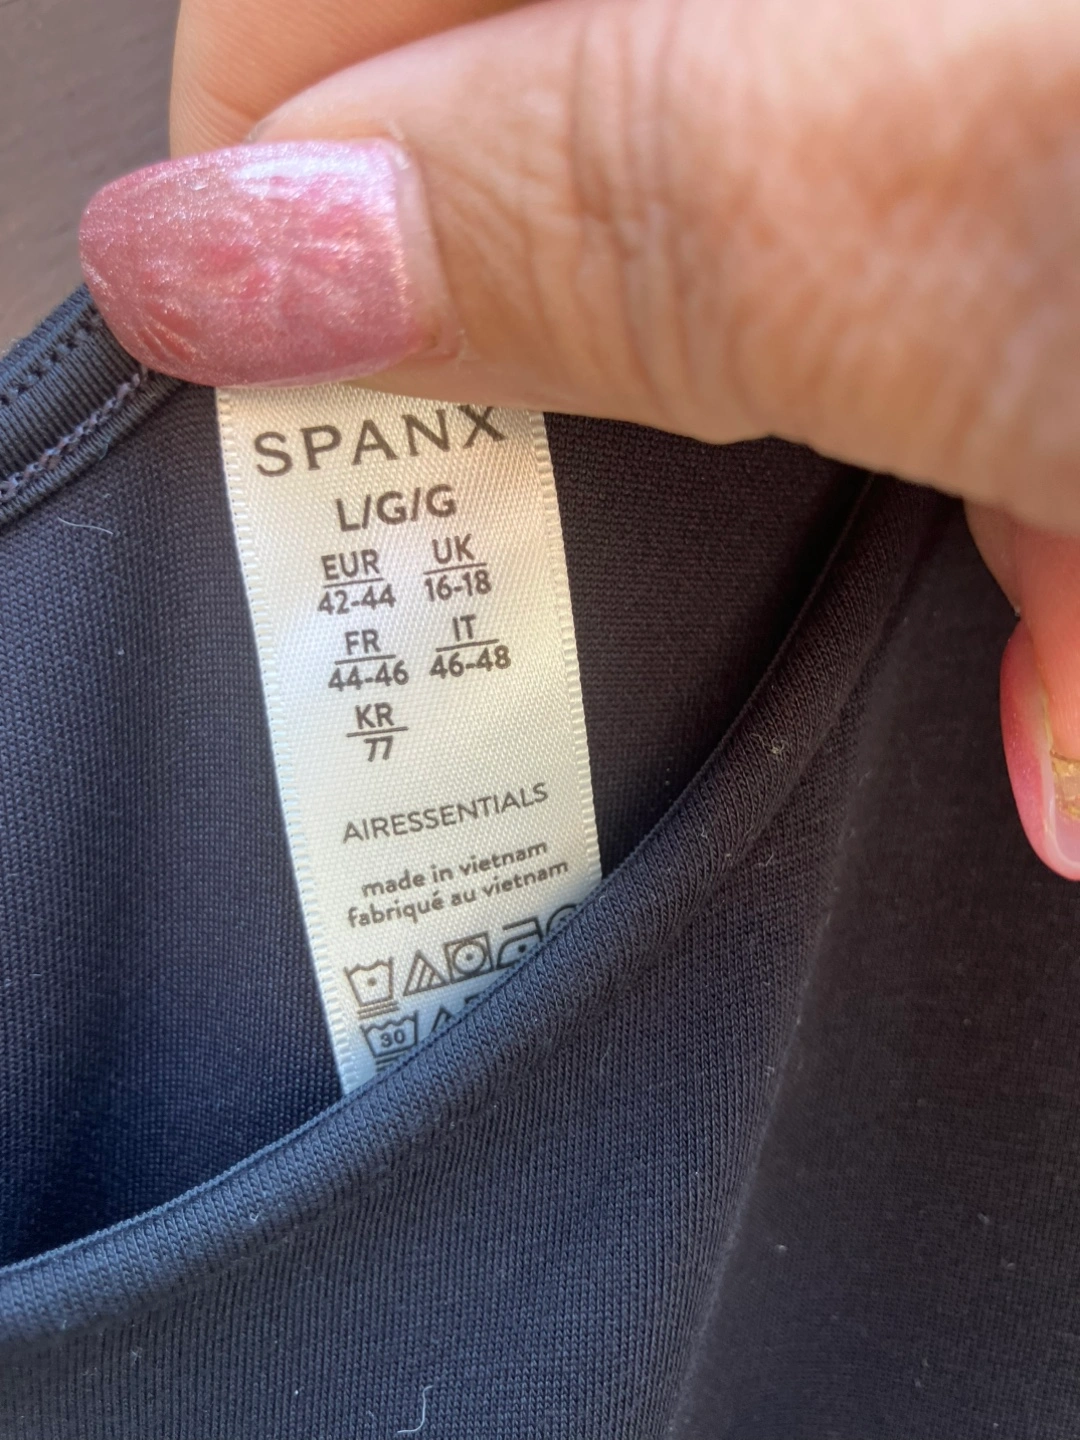 SPANX
L/G/G
EUR UK
42-44 16-18
FR IT
44-46 46-48
KR
77
AIRESSENTIALS
made in vietnam
fabriqué au vietnam
30